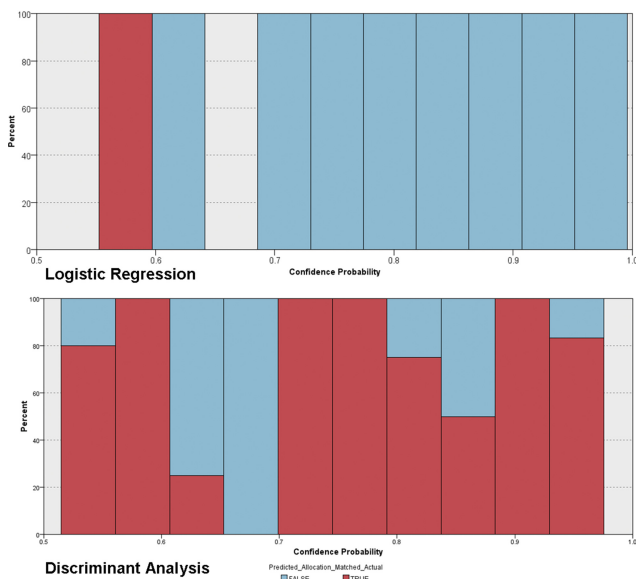 100
80
60
40
20
0
Percent
0.5 0.6 0.7 0.8 0.9 1.0
Logistic Regression
Confidence Probability
100
80
60
40
20
0
Percent
0.5 0.6 0.7 0.8 0.9 1.0
Confidence Probability
Discriminant Analysis
Predicted_Allocation_Matched_Actual
FALSE TRUE